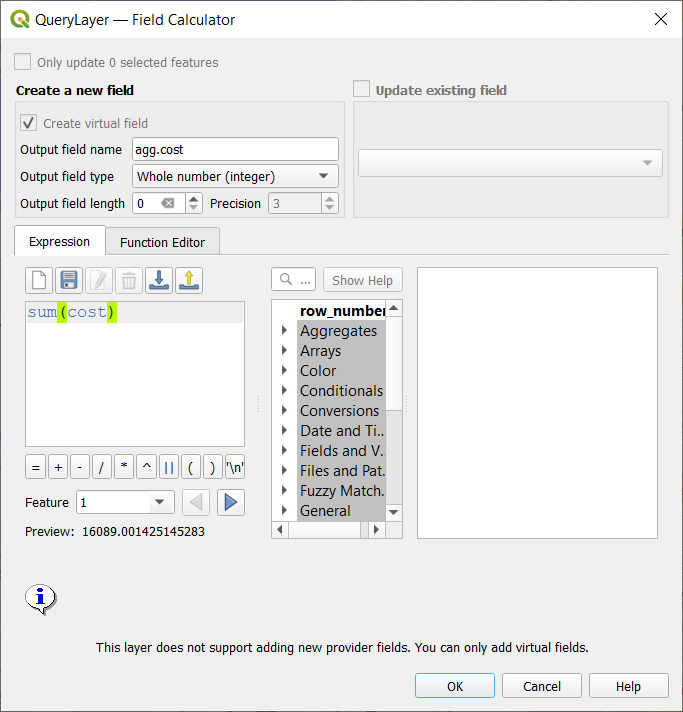 QueryLayer — Field Calculator
Only update 0 selected features
Create a new field
Create virtual field
Output field name agg.cost
Output field type Whole number (integer)
Output field length 0 Precision 3
Update existing field
Expression Function Editor
sum(cost)
= + - / * ^ || ( ) '\n'
Feature 1
Preview: 16089.001425145283
... Show Help
row_number
Aggregates
Arrays
Color
Conditionals
Conversions
Date and Ti..
Fields and V..
Files and Pat..
Fuzzy Match..
General
This layer does not support adding new provider fields. You can only add virtual fields.
OK Cancel Help